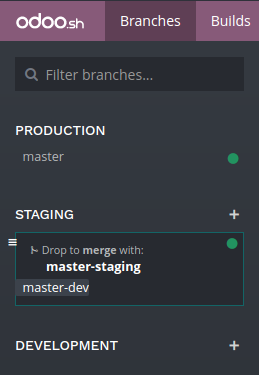 odoo.sh Branches Builds
Filter branches...
PRODUCTION
master
STAGING +
Drop to merge with:
master-staging
master-dev
DEVELOPMENT +